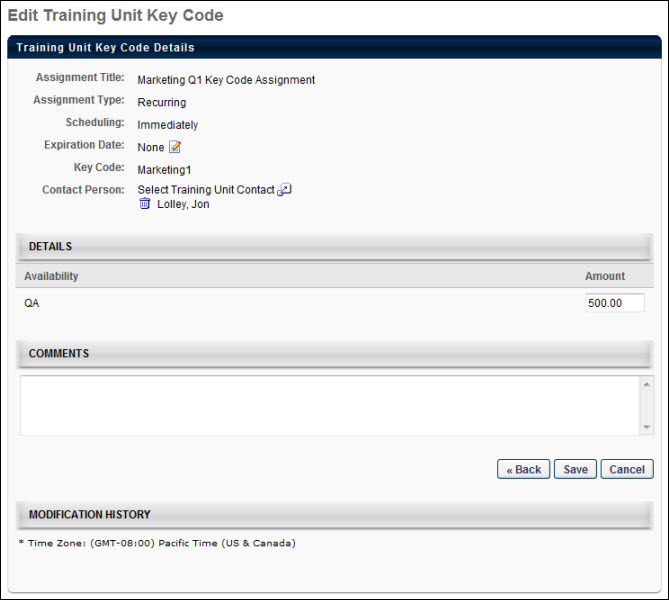 Edit Training Unit Key Code
Training Unit Key Code Details
Assignment Title: Marketing Q1 Key Code Assignment
Assignment Type: Recurring
Scheduling: Immediately
Expiration Date: None
Key Code: Marketing1
Contact Person: Select Training Unit Contact
Lolley, Jon
DETAILS
Availability Amount
QA 500.00
COMMENTS
« Back Save Cancel
MODIFICATION HISTORY
* Time Zone: (GMT-08:00) Pacific Time (US & Canada)